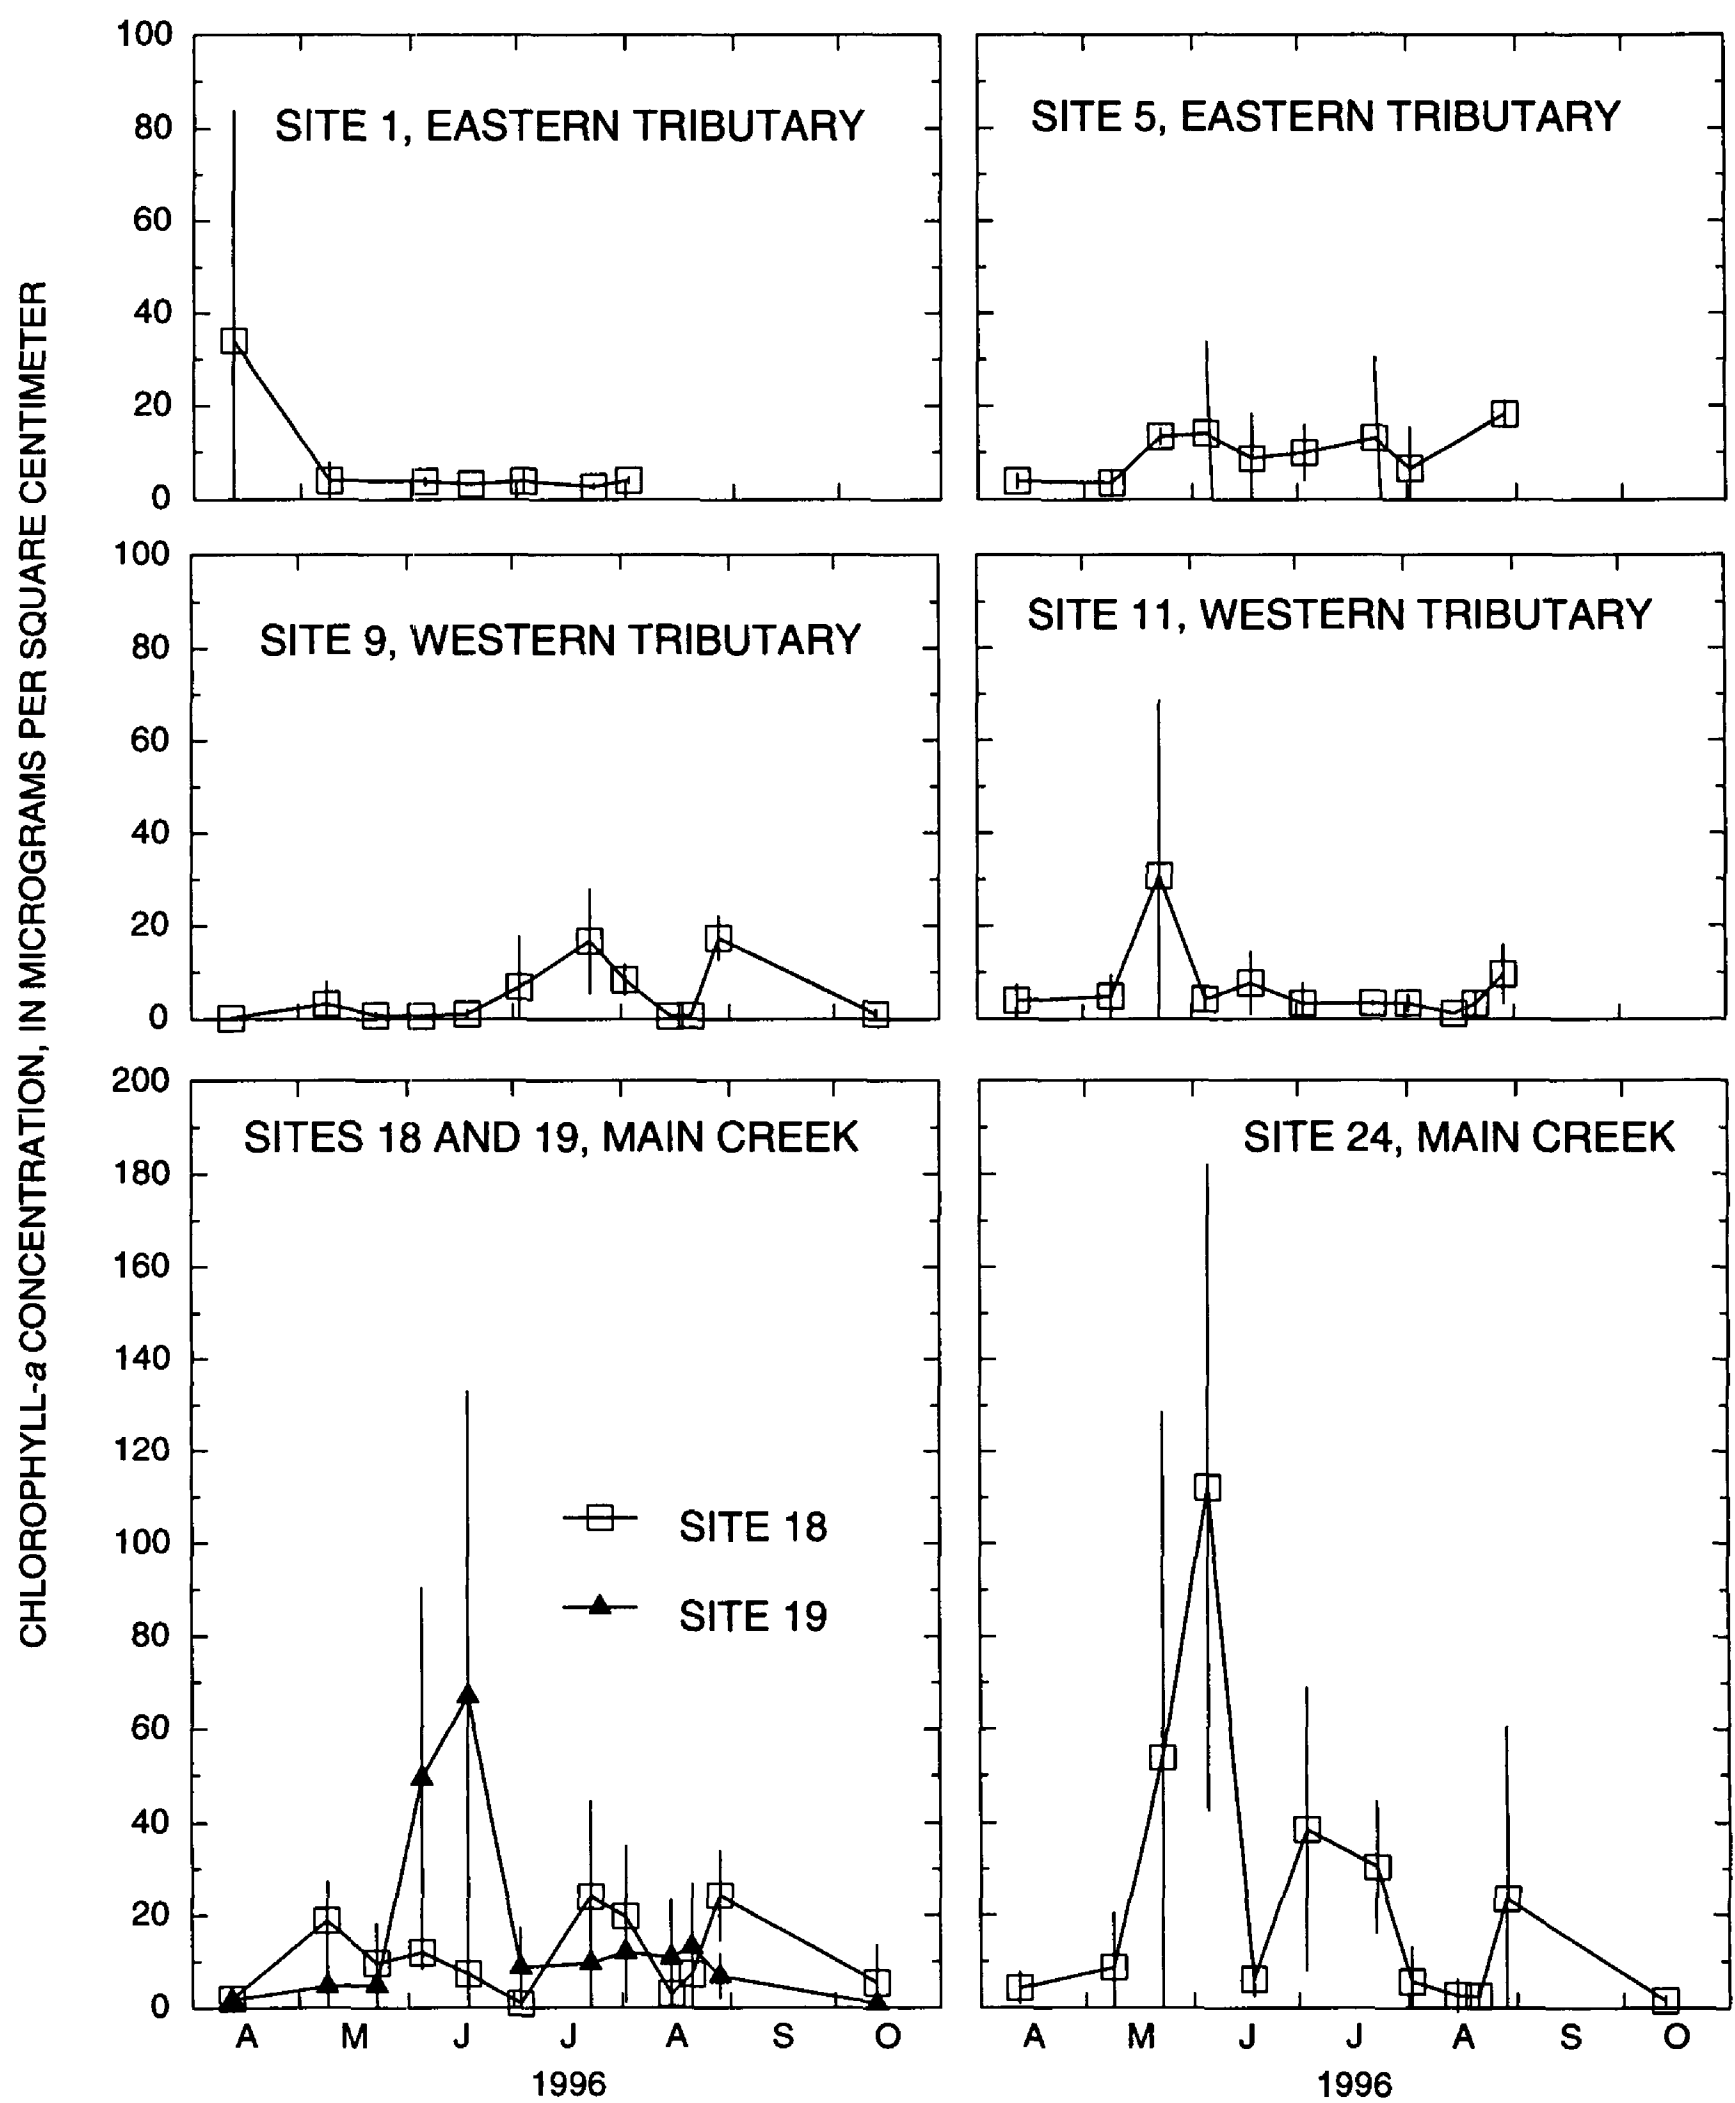 CHLOROPHYLL-a CONCENTRATION, IN MICROGRAMS PER SQUARE CENTIMETER
100
80
60
40
20
0
SITE 1, EASTERN TRIBUTARY
SITE 5, EASTERN TRIBUTARY
100
80
60
40
20
0
SITE 9, WESTERN TRIBUTARY
SITE 11, WESTERN TRIBUTARY
200
180
160
140
120
100
80
60
40
20
0
SITES 18 AND 19, MAIN CREEK
SITE 18
SITE 19
A M J J A S O
1996
SITE 24, MAIN CREEK
A M J J A S O
1996